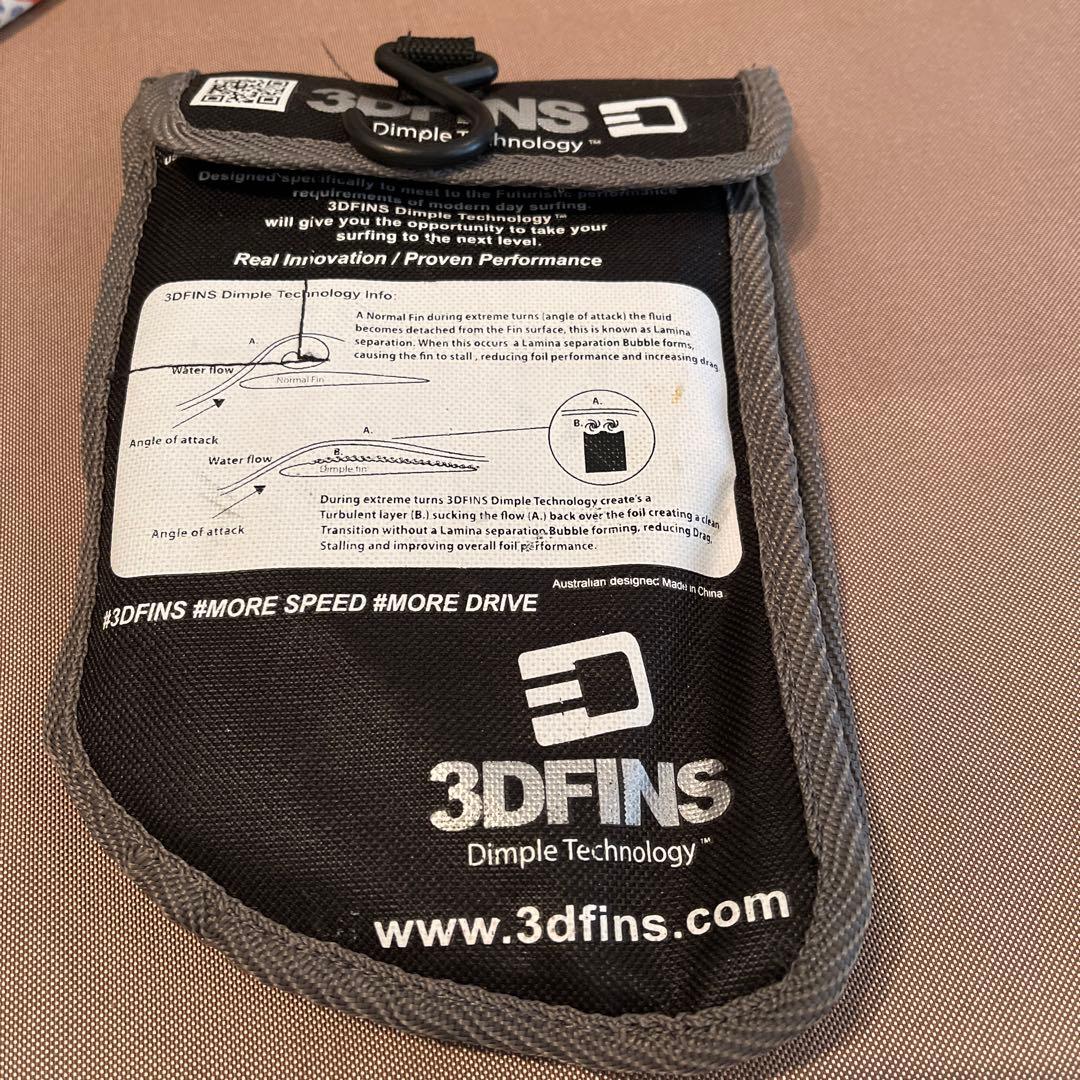 3DFINS
Dimple Technology ™
Designed specifically to meet to the Futuristic performance
requirements of modern day surfing.
3DFINS Dimple Technology ™
will give you the opportunity to take your
surfing to the next level.
Real Innovation / Proven Performance
3DFINS Dimple Technology Info:
A Normal Fin during extreme turns (angle of attack) the fluid
becomes detached from the Fin surface, this is known as Lamina
separation. When this occurs a Lamina separation Bubble forms,
causing the fin to stall , reducing foil performance and increasing drag.
A.
Water flow
Normal Fin
Angle of attack
A.
Water flow
B.
Dimple fin
Angle of attack
A.
B.
During extreme turns 3DFINS Dimple Technology create's a
Turbulent layer (B.) sucking the flow (A.) back over the foil creating a clean
Transition without a Lamina separation Bubble forming, reducing Drag,
Stalling and improving overall foil performance.
Australian designed Made in China
#3DFINS #MORE SPEED #MORE DRIVE
3DFINS
Dimple Technology ™
www.3dfins.com